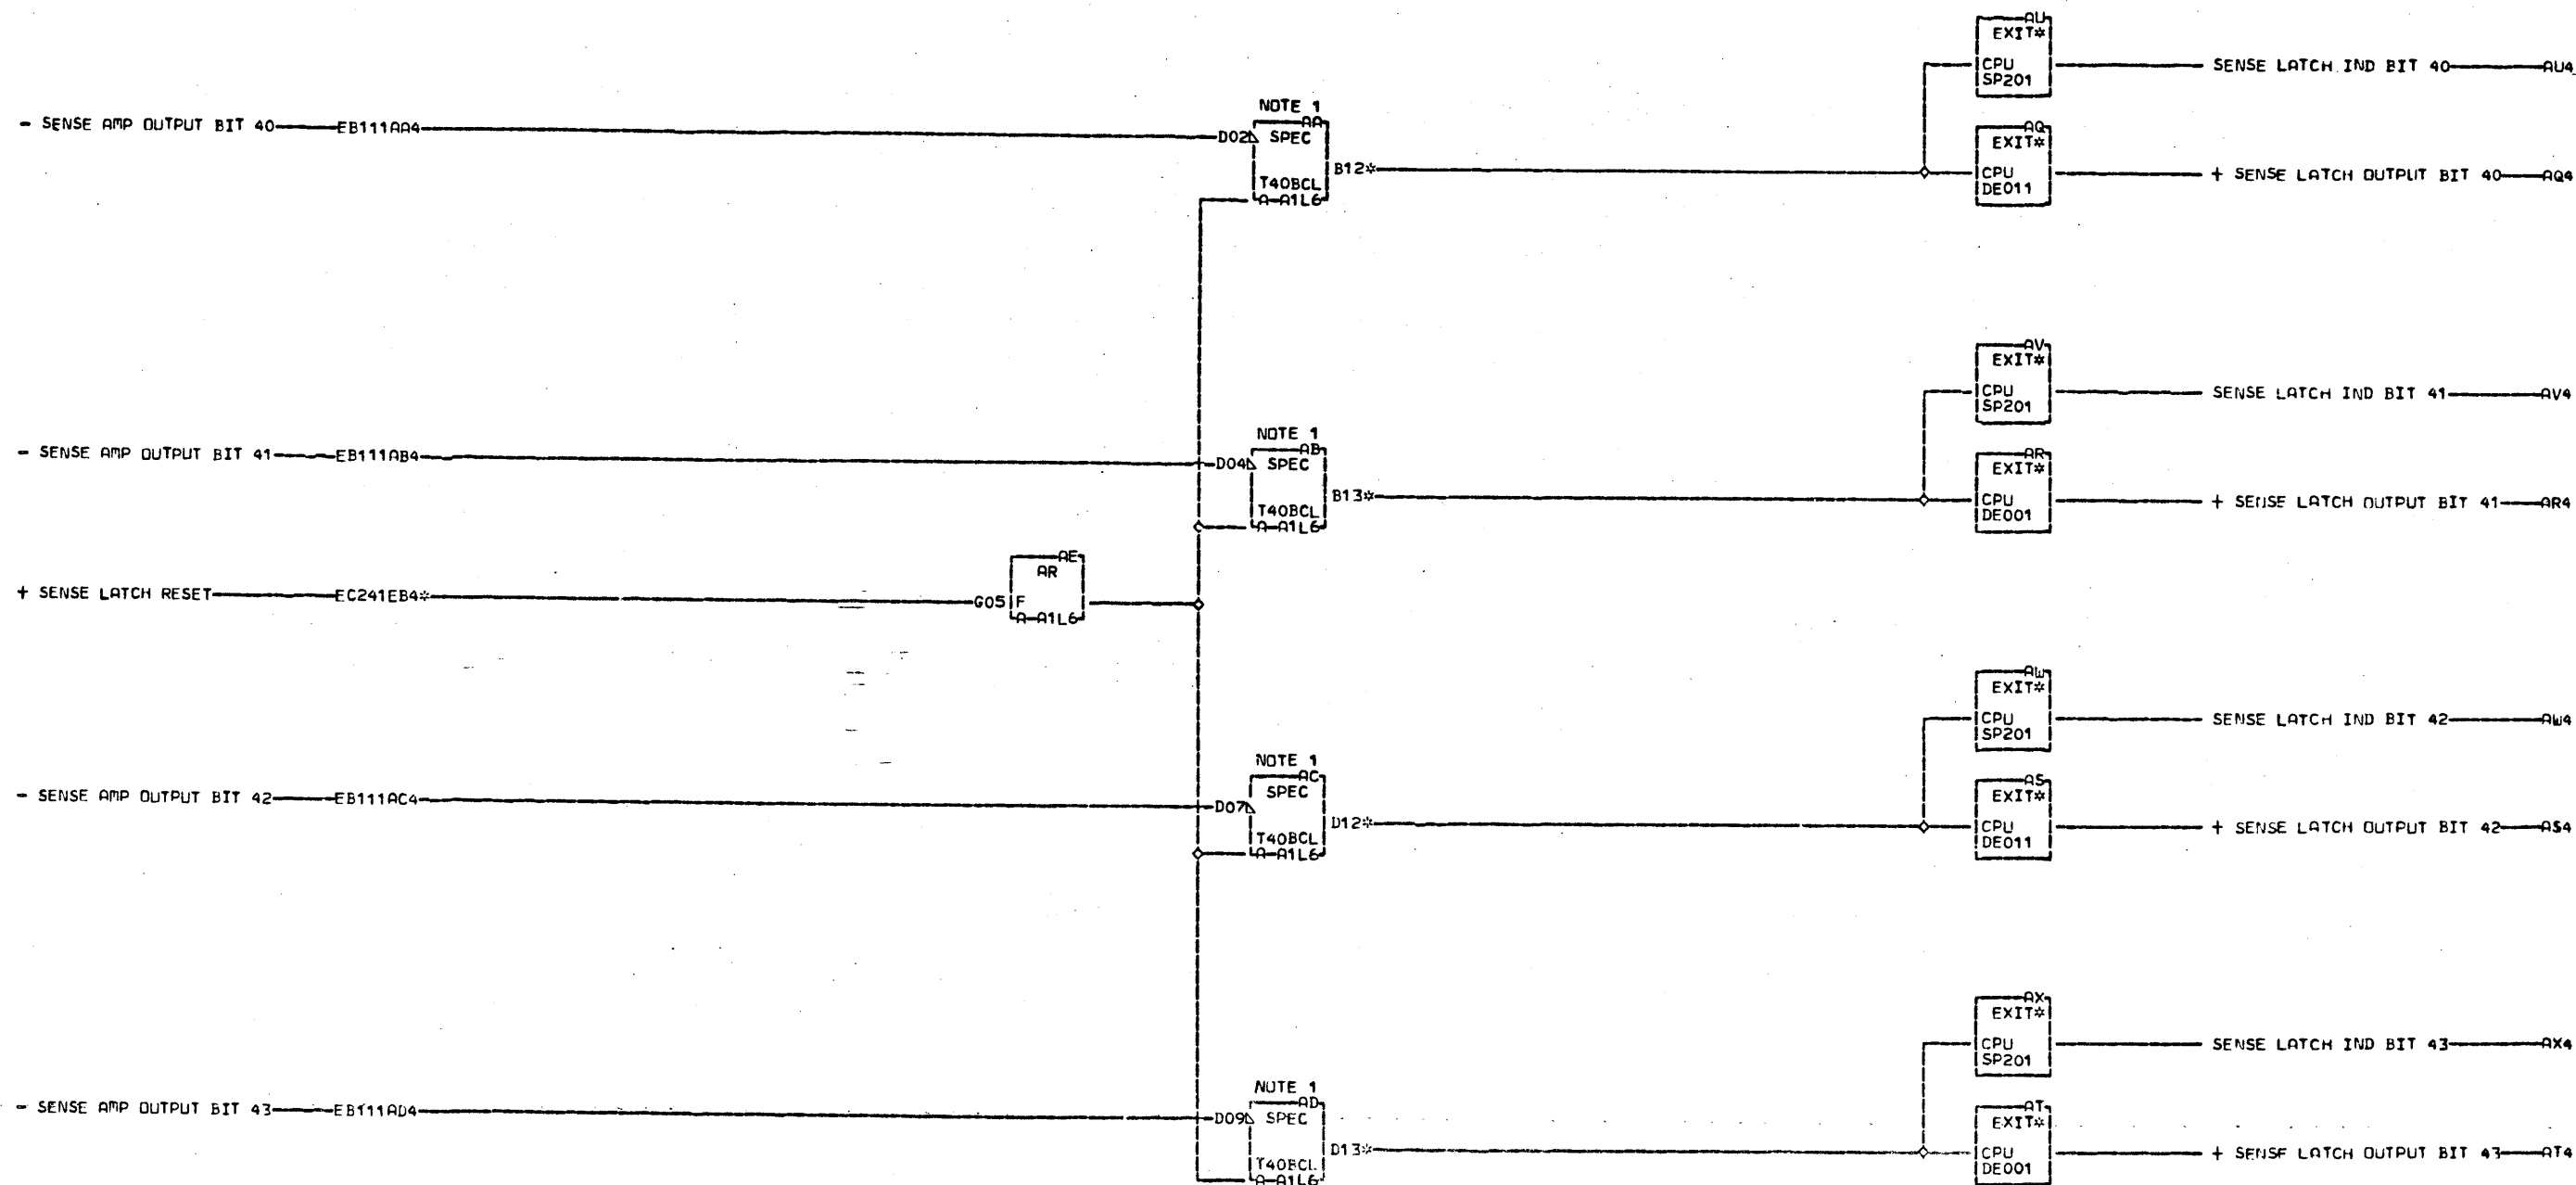 AU
EXIT*
CPU
SP201
SENSE LATCH IND BIT 40 AU4
- SENSE AMP OUTPUT BIT 40 EB111AA4
NOTE 1
AA
D02 SPEC
T40BCL
A-A1L6
B12*
AQ
EXIT*
CPU
DE011
+ SENSE LATCH OUTPUT BIT 40 AQ4
AV
EXIT*
CPU
SP201
SENSE LATCH IND BIT 41 AV4
- SENSE AMP OUTPUT BIT 41 EB111AB4
NOTE 1
AB
D04 SPEC
T40BCL
A-A1L6
B13*
AR
EXIT*
CPU
DE001
+ SENSE LATCH OUTPUT BIT 41 AR4
+ SENSE LATCH RESET EC241EB4*
AE
AR
G05 F
A-A1L6
AW
EXIT*
CPU
SP201
SENSE LATCH IND BIT 42 AW4
- SENSE AMP OUTPUT BIT 42 EB111AC4
NOTE 1
AC
SPEC
D07
T40BCL
A-A1L6
D12*
AS
EXIT*
CPU
DE011
+ SENSE LATCH OUTPUT BIT 42 AS4
AX
EXIT*
CPU
SP201
SENSE LATCH IND BIT 43 AX4
- SENSE AMP OUTPUT BIT 43 EB111AD4
NOTE 1
AD
D09 SPEC
T40BCL
A-A1L6
D13*
AT
EXIT*
CPU
DE001
+ SENSE LATCH OUTPUT BIT 43 AT4